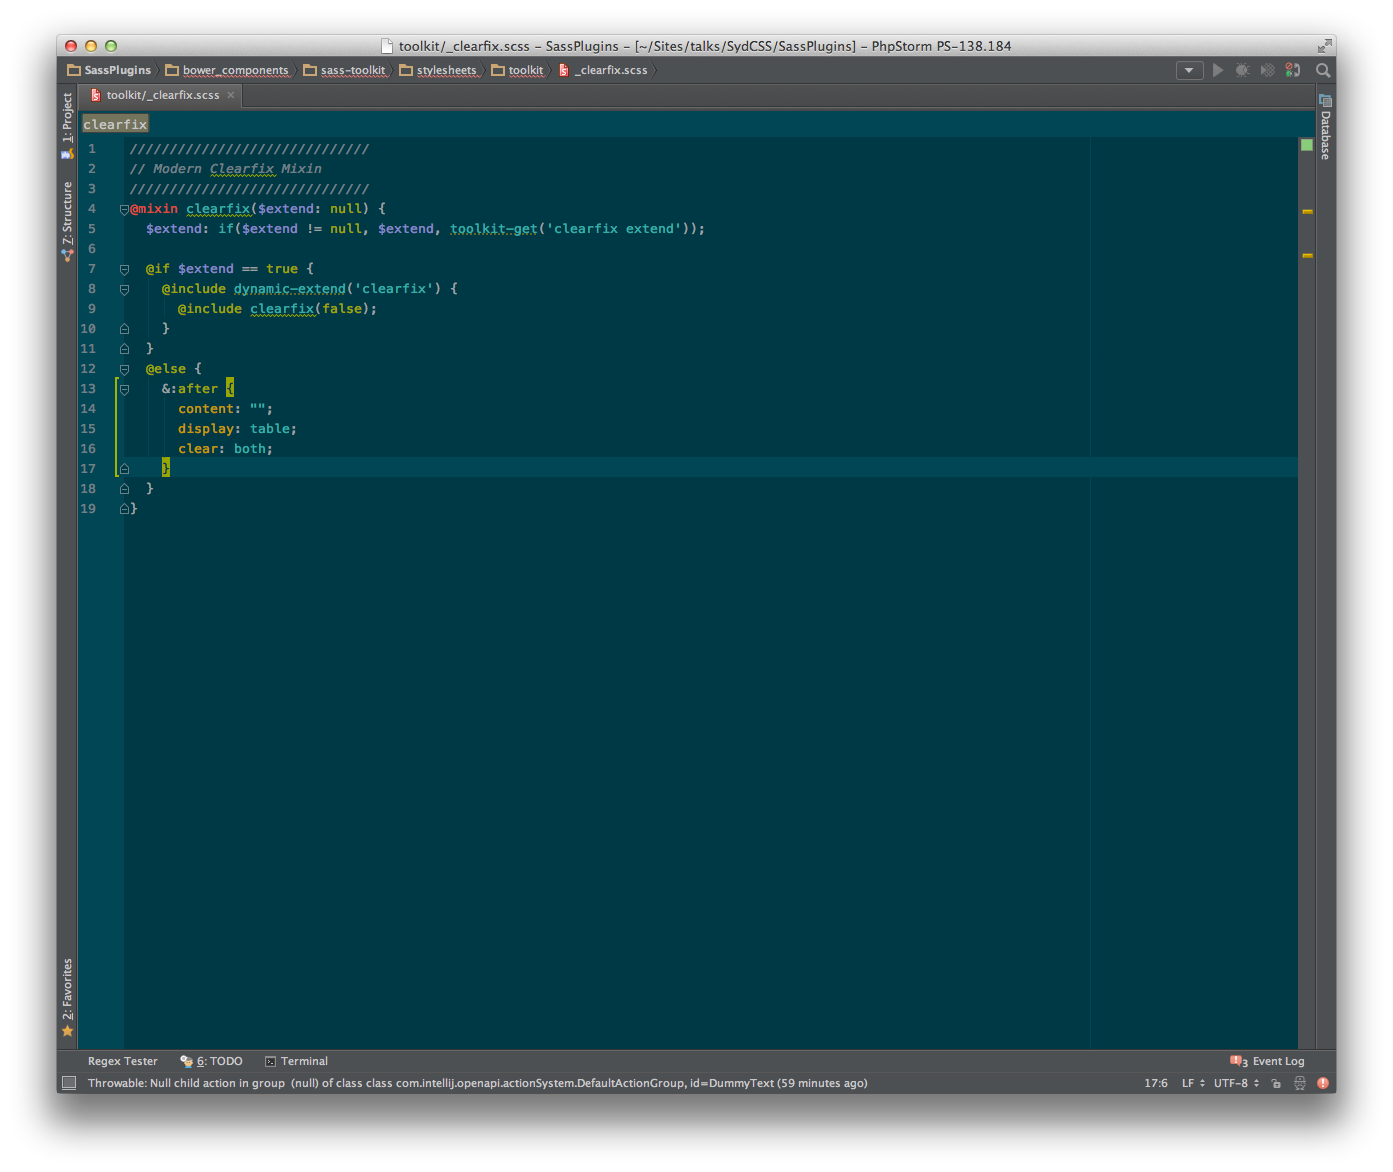 toolkit/_clearfix.scss – SassPlugins – [~/Sites/talks/SydCSS/SassPlugins] – PhpStorm PS-138.184
SassPlugins bower_components sass-toolkit stylesheets toolkit _clearfix.scss
toolkit/_clearfix.scss
1: Project
7: Structure
2: Favorites
Database
clearfix
1 //////////////////////////////
2 // Modern Clearfix Mixin
3 //////////////////////////////
4 @mixin clearfix($extend: null) {
5   $extend: if($extend != null, $extend, toolkit-get('clearfix extend'));
6
7   @if $extend == true {
8     @include dynamic-extend('clearfix') {
9       @include clearfix(false);
10     }
11   }
12   @else {
13     &:after {
14       content: "";
15       display: table;
16       clear: both;
17     }
18   }
19 }
Regex Tester 6: TODO Terminal 3 Event Log
Throwable: Null child action in group  (null) of class class com.intellij.openapi.actionSystem.DefaultActionGroup, id=DummyText (59 minutes ago) 17:6 LF UTF-8